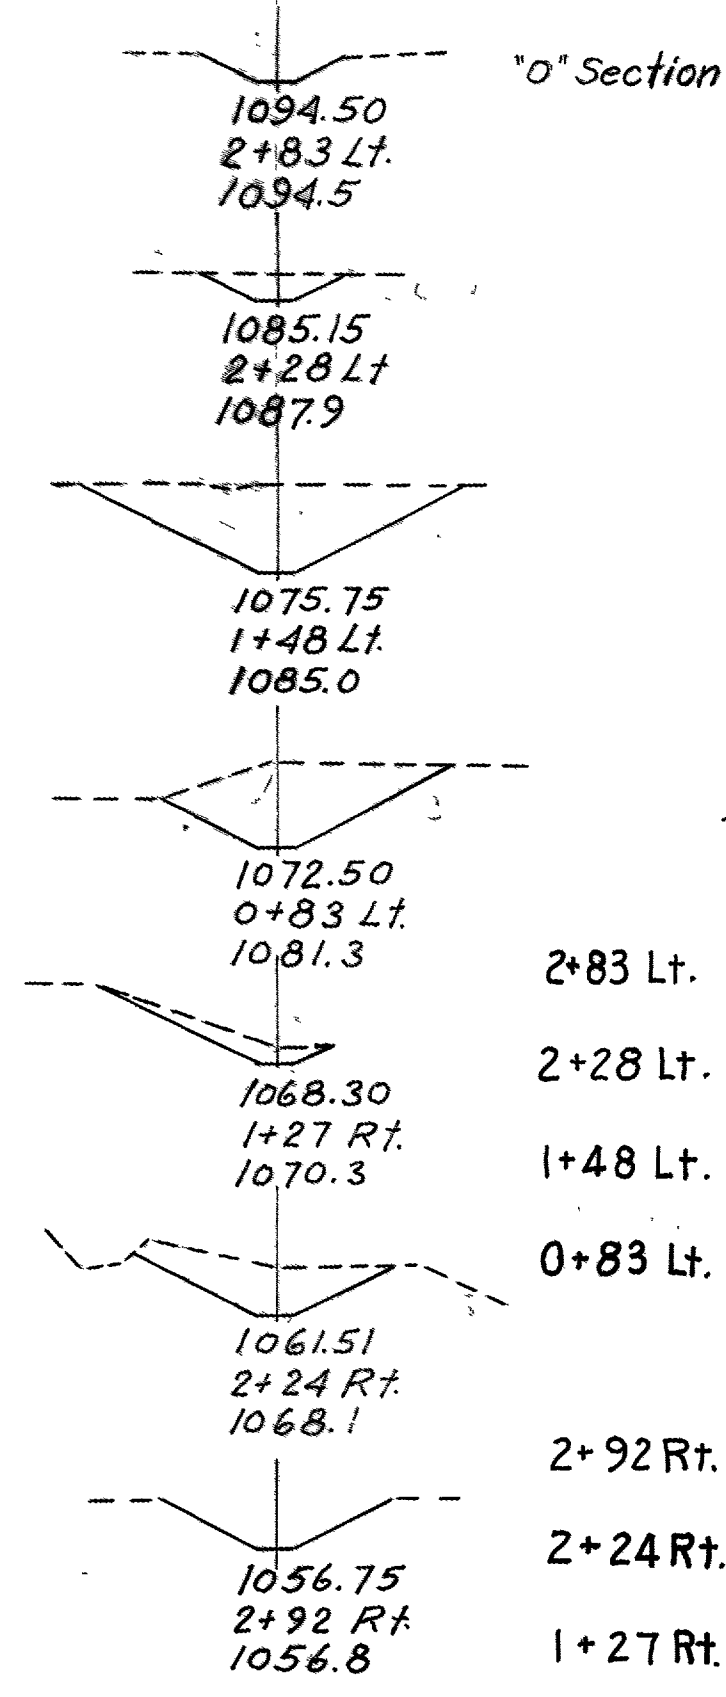 "O" Section
1094.50
2+83 Lt.
1094.5
1085.15
2+28 Lt
1087.9
1075.75
1+48 Lt.
1085.0
1072.50
0+83 Lt.
1081.3
1068.30
1+27 Rt.
1070.3
1061.51
2+24 Rt.
1068.1
1056.75
2+92 Rt.
1056.8
2+83 Lt.
2+28 Lt.
1+48 Lt.
0+83 Lt.
2+92 Rt.
2+24 Rt.
1+27 Rt.